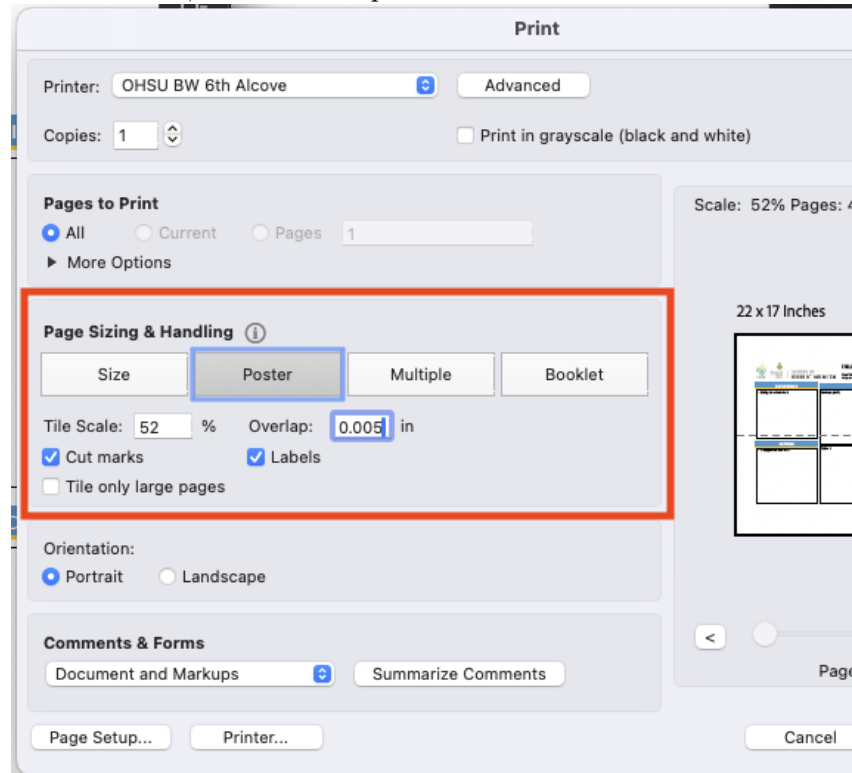 Print
Printer: OHSU BW 6th Alcove Advanced
Copies: 1 Print in grayscale (black and white)
Pages to Print
All Current Pages 1
More Options
Scale: 52% Pages: 4
Page Sizing & Handling
22 x 17 Inches
Size Poster Multiple Booklet
Tile Scale: 52 % Overlap: 0.005 in
Cut marks Labels
Tile only large pages
Orientation:
Portrait Landscape
Comments & Forms
<
Document and Markups Summarize Comments
Page
Page Setup... Printer... Cancel